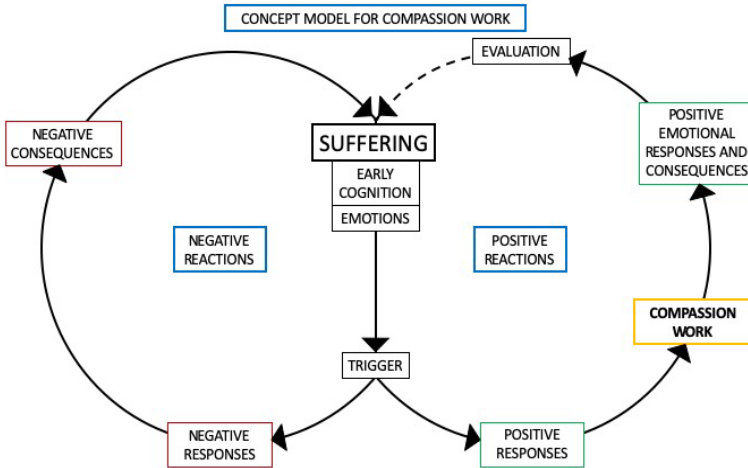 CONCEPT MODEL FOR COMPASSION WORK
EVALUATION
NEGATIVE
CONSEQUENCES
SUFFERING
EARLY
COGNITION
EMOTIONS
POSITIVE
EMOTIONAL
RESPONSES AND
CONSEQUENCES
NEGATIVE
REACTIONS
POSITIVE
REACTIONS
COMPASSION
WORK
TRIGGER
NEGATIVE
RESPONSES
POSITIVE
RESPONSES